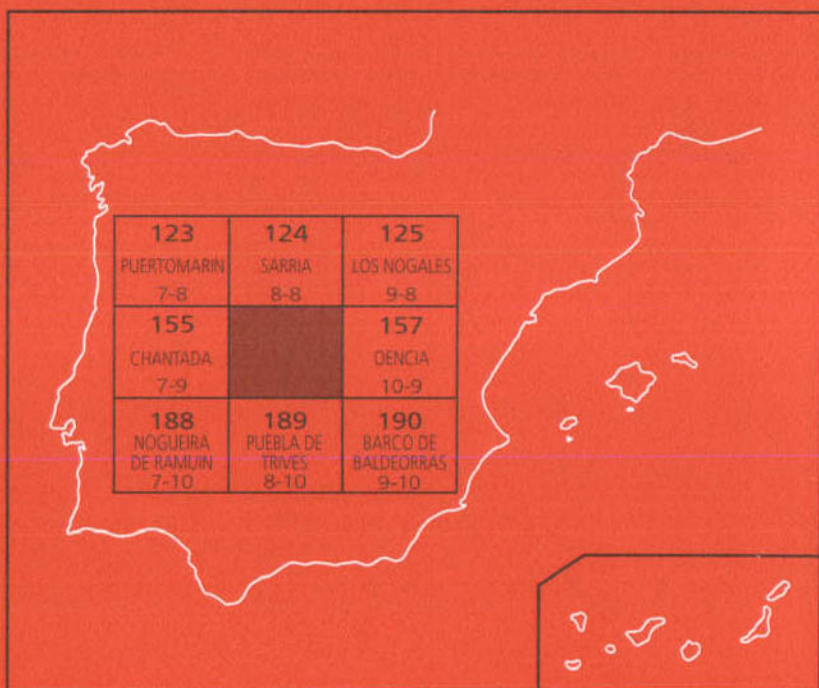 123
PUERTOMARIN
7-8
124
SARRIA
8-8
125
LOS NOGALES
9-8
155
CHANTADA
7-9
157
OENCIA
10-9
188
NOGUEIRA
DE RAMUIN
7-10
189
PUEBLA DE
TRIVES
8-10
190
BARCO DE
BALDEORRAS
9-10